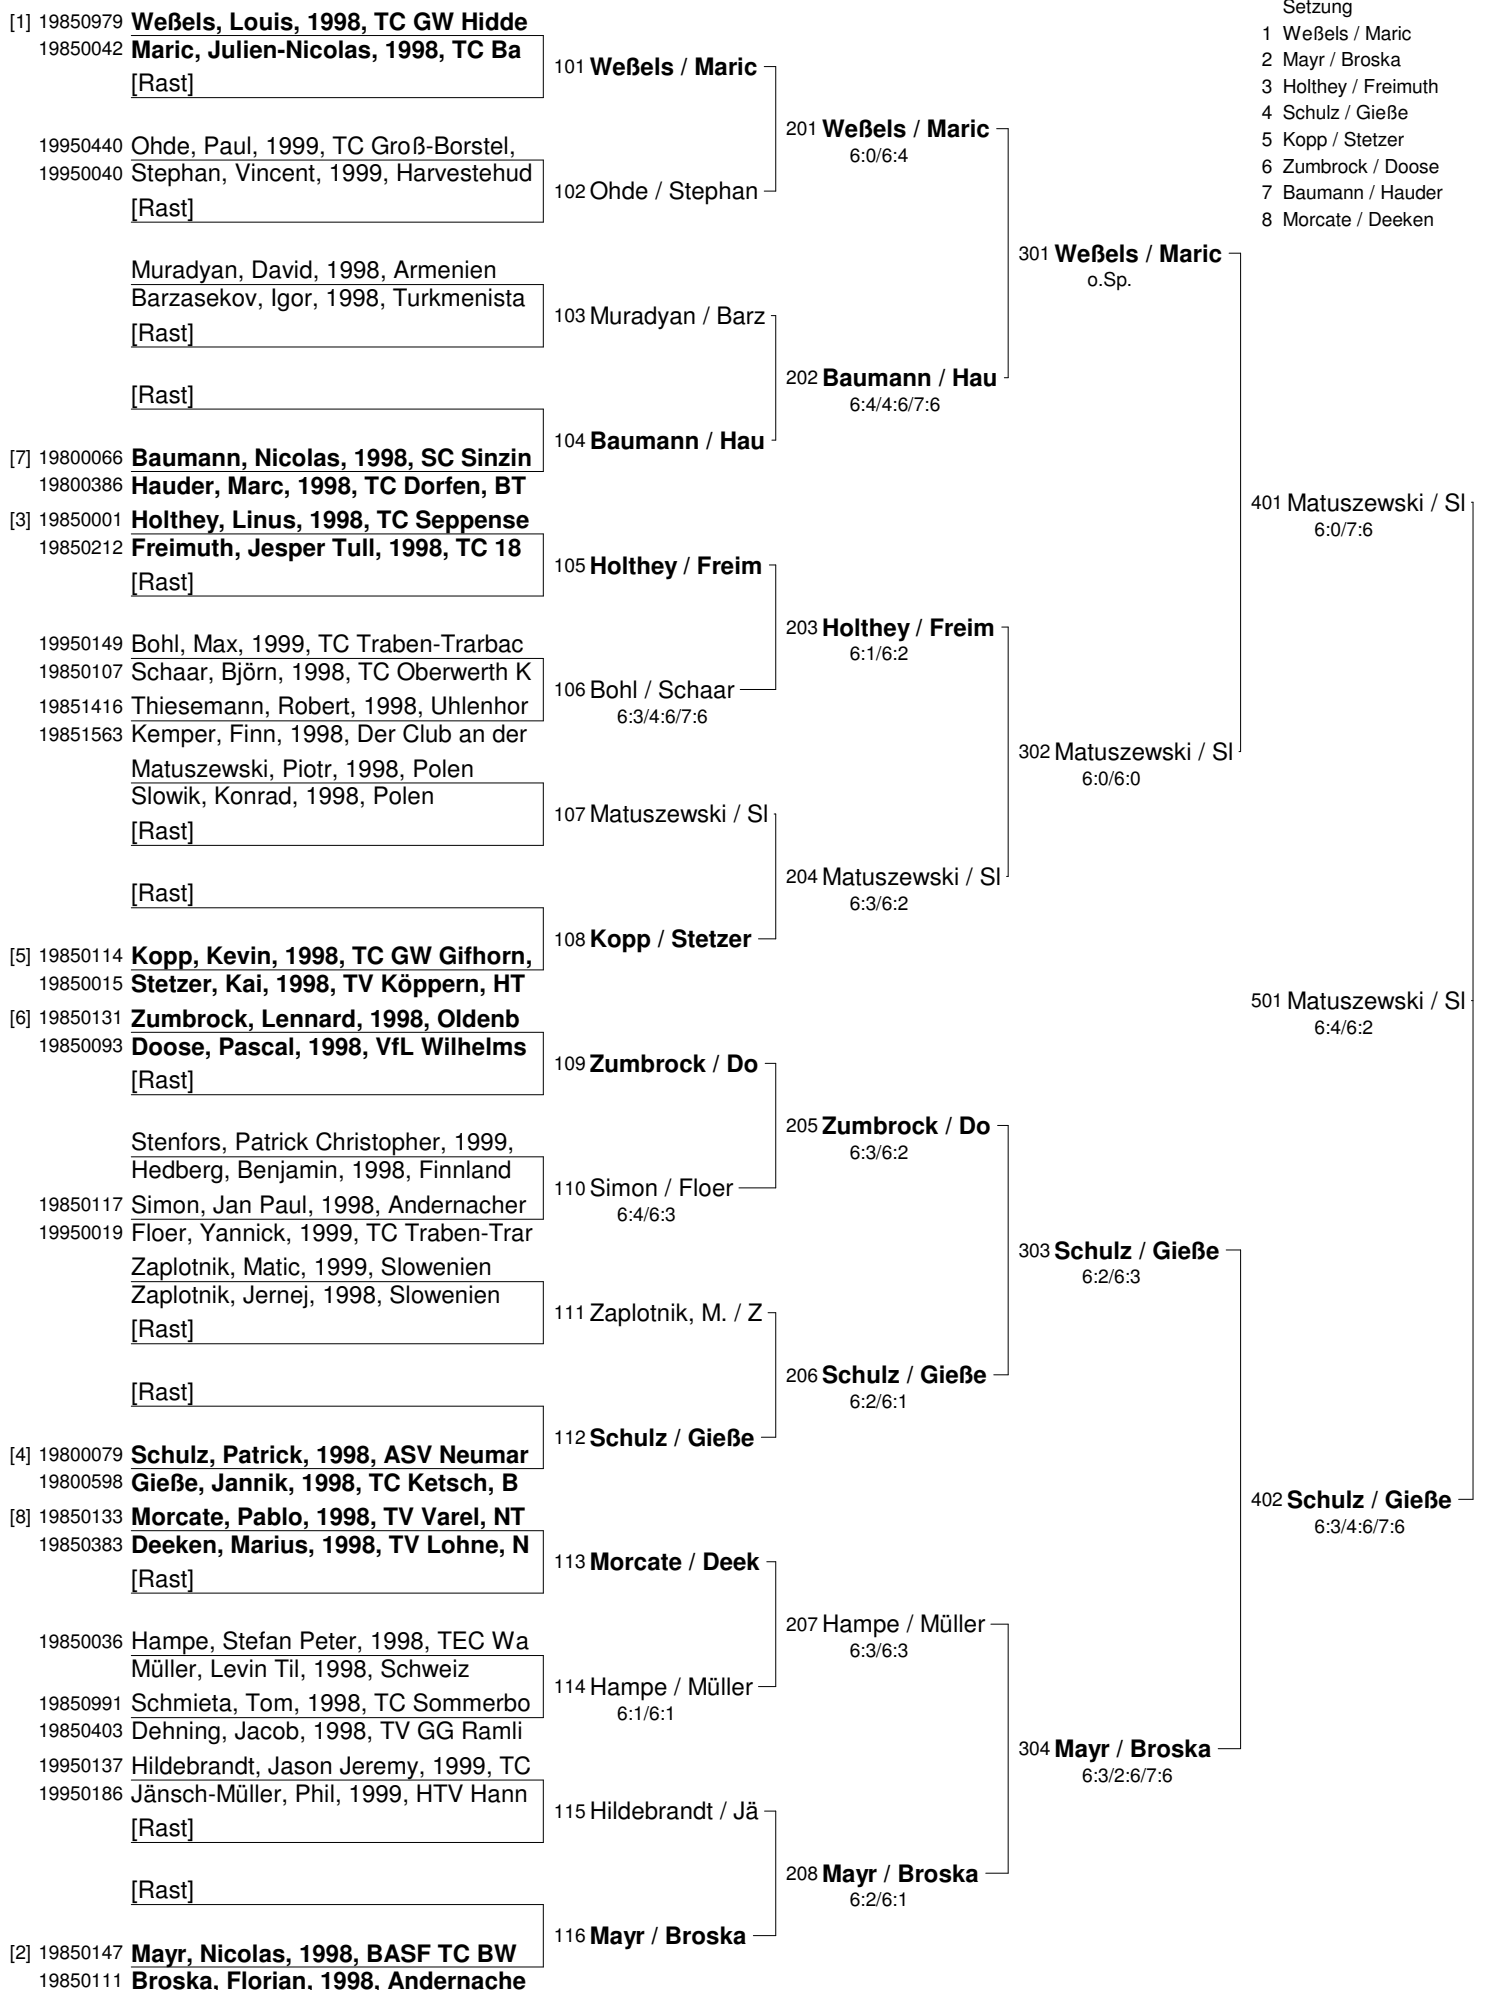 Setzung
1 Weßels / Maric
2 Mayr / Broska
3 Holthey / Freimuth
4 Schulz / Gieße
5 Kopp / Stetzer
6 Zumbrock / Doose
7 Baumann / Hauder
8 Morcate / Deeken
[1] 19850979 Weßels, Louis, 1998, TC GW Hidde
19850042 Maric, Julien-Nicolas, 1998, TC Ba
[Rast]
19950440 Ohde, Paul, 1999, TC Groß-Borstel,
19950040 Stephan, Vincent, 1999, Harvestehud
[Rast]
Muradyan, David, 1998, Armenien
Barzasekov, Igor, 1998, Turkmenista
[Rast]
[Rast]
[7] 19800066 Baumann, Nicolas, 1998, SC Sinzin
19800386 Hauder, Marc, 1998, TC Dorfen, BT
[3] 19850001 Holthey, Linus, 1998, TC Seppense
19850212 Freimuth, Jesper Tull, 1998, TC 18
[Rast]
19950149 Bohl, Max, 1999, TC Traben-Trarbac
19850107 Schaar, Björn, 1998, TC Oberwerth K
19851416 Thiesemann, Robert, 1998, Uhlenhor
19851563 Kemper, Finn, 1998, Der Club an der
Matuszewski, Piotr, 1998, Polen
Slowik, Konrad, 1998, Polen
[Rast]
[Rast]
[5] 19850114 Kopp, Kevin, 1998, TC GW Gifhorn,
19850015 Stetzer, Kai, 1998, TV Köppern, HT
[6] 19850131 Zumbrock, Lennard, 1998, Oldenb
19850093 Doose, Pascal, 1998, VfL Wilhelms
[Rast]
Stenfors, Patrick Christopher, 1999,
Hedberg, Benjamin, 1998, Finnland
19850117 Simon, Jan Paul, 1998, Andernacher
19950019 Floer, Yannick, 1999, TC Traben-Trar
Zaplotnik, Matic, 1999, Slowenien
Zaplotnik, Jernej, 1998, Slowenien
[Rast]
[Rast]
[4] 19800079 Schulz, Patrick, 1998, ASV Neumar
19800598 Gieße, Jannik, 1998, TC Ketsch, B
[8] 19850133 Morcate, Pablo, 1998, TV Varel, NT
19850383 Deeken, Marius, 1998, TV Lohne, N
[Rast]
19850036 Hampe, Stefan Peter, 1998, TEC Wa
Müller, Levin Til, 1998, Schweiz
19850991 Schmieta, Tom, 1998, TC Sommerbo
19850403 Dehning, Jacob, 1998, TV GG Ramli
19950137 Hildebrandt, Jason Jeremy, 1999, TC
19950186 Jänsch-Müller, Phil, 1999, HTV Hann
[Rast]
[Rast]
[2] 19850147 Mayr, Nicolas, 1998, BASF TC BW
19850111 Broska, Florian, 1998, Andernache
101 Weßels / Maric
102 Ohde / Stephan
103 Muradyan / Barz
104 Baumann / Hau
105 Holthey / Freim
106 Bohl / Schaar
6:3/4:6/7:6
107 Matuszewski / Sl
108 Kopp / Stetzer
109 Zumbrock / Do
110 Simon / Floer
6:4/6:3
111 Zaplotnik, M. / Z
112 Schulz / Gieße
113 Morcate / Deek
114 Hampe / Müller
6:1/6:1
115 Hildebrandt / Jä
116 Mayr / Broska
201 Weßels / Maric
6:0/6:4
202 Baumann / Hau
6:4/4:6/7:6
203 Holthey / Freim
6:1/6:2
204 Matuszewski / Sl
6:3/6:2
205 Zumbrock / Do
6:3/6:2
206 Schulz / Gieße
6:2/6:1
207 Hampe / Müller
6:3/6:3
208 Mayr / Broska
6:2/6:1
301 Weßels / Maric
o.Sp.
302 Matuszewski / Sl
6:0/6:0
303 Schulz / Gieße
6:2/6:3
304 Mayr / Broska
6:3/2:6/7:6
401 Matuszewski / Sl
6:0/7:6
402 Schulz / Gieße
6:3/4:6/7:6
501 Matuszewski / Sl
6:4/6:2